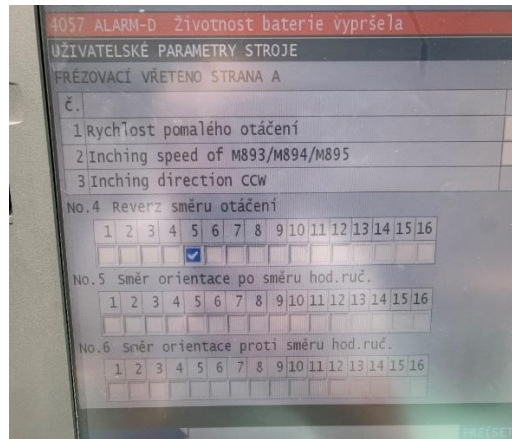 4057 ALARM-D Životnost baterie vypršela
UŽIVATELSKÉ PARAMETRY STROJE
FRÉZOVACÍ VŘETENO STRANA A
č.
1 Rychlost pomalého otáčení
2 Inching speed of M893/M894/M895
3 Inching direction CCW
No.4 Reverz směru otáčení
1 2 3 4 5 6 7 8 9 10 11 12 13 14 15 16
No.5 Směr orientace po směru hod.ruč.
1 2 3 4 5 6 7 8 9 10 11 12 13 14 15 16
No.6 Směr orientace proti směru hod.ruč.
1 2 3 4 5 6 7 8 9 10 11 12 13 14 15 16